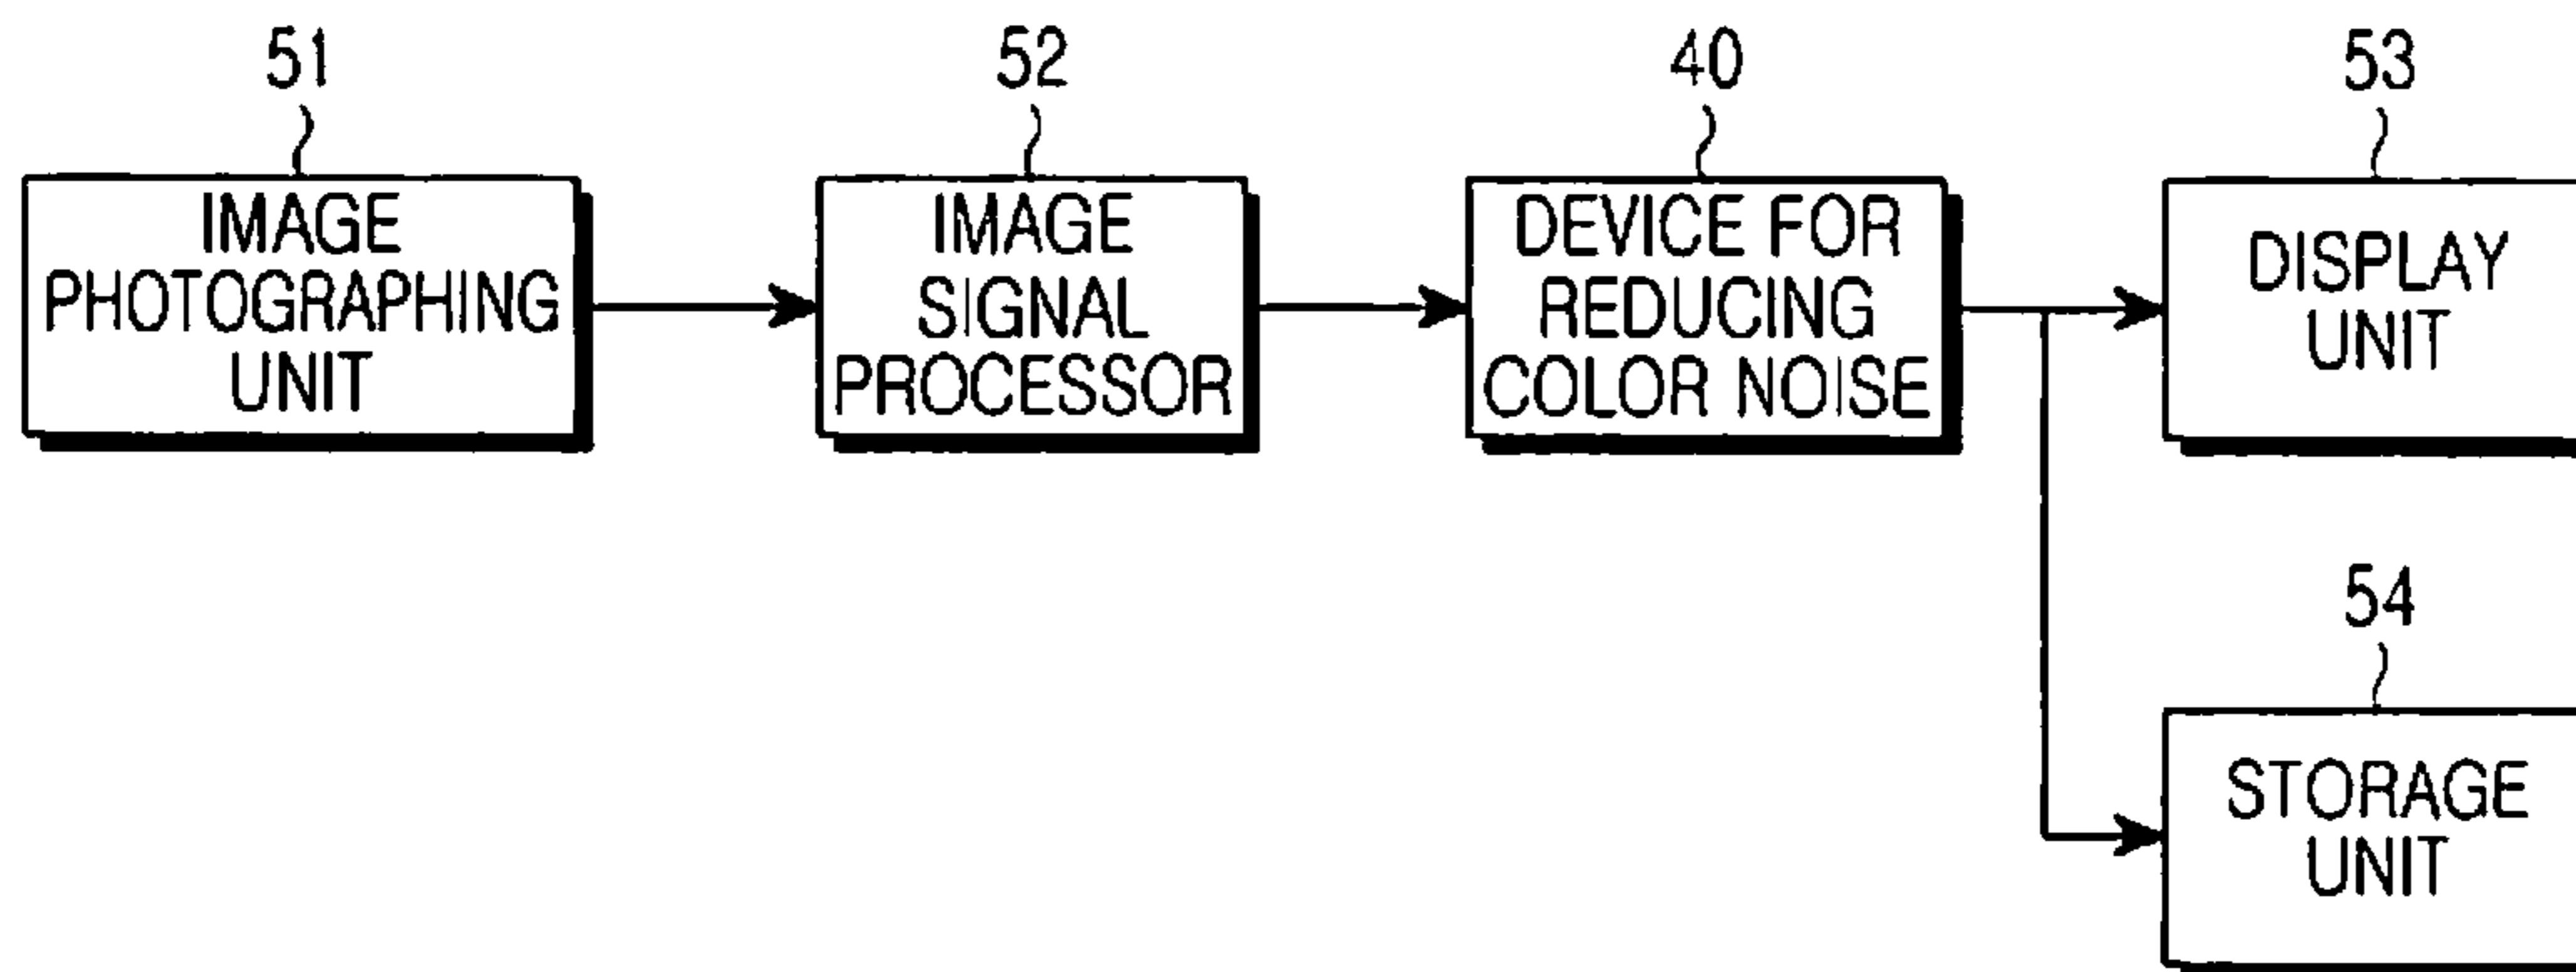 51
52
40
53
IMAGE
PHOTOGRAPHING
UNIT
IMAGE
SIGNAL
PROCESSOR
DEVICE FOR
REDUCING
COLOR NOISE
DISPLAY
UNIT
54
STORAGE
UNIT